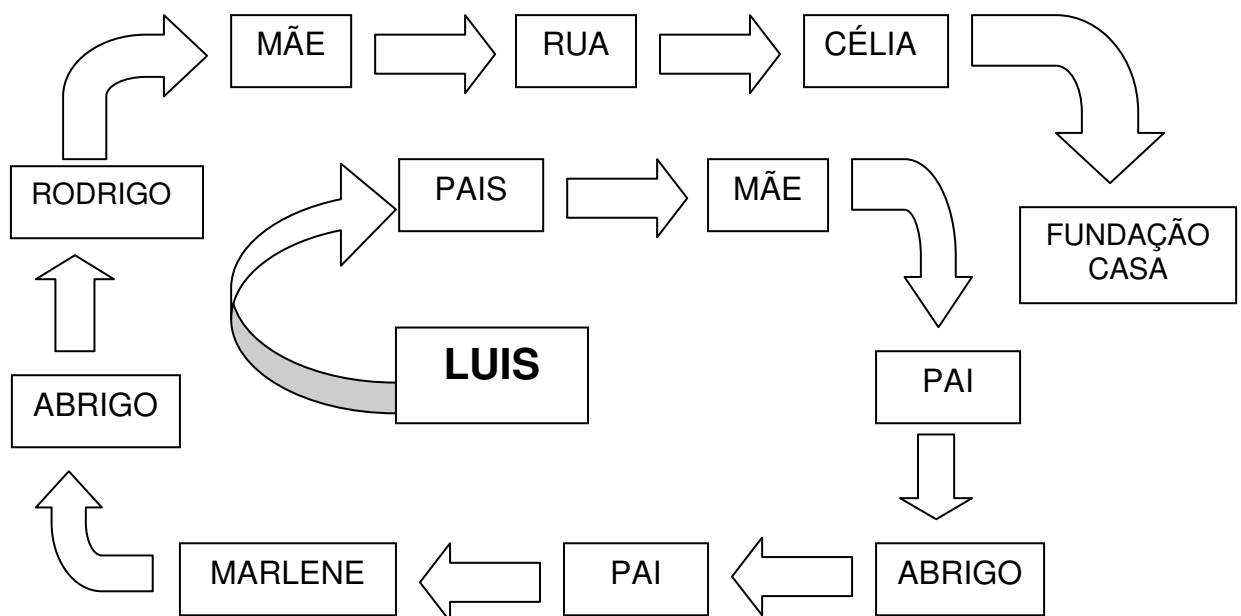 MÃE
RUA
CÉLIA
RODRIGO
PAIS
MÃE
FUNDAÇÃO
CASA
LUIS
PAI
ABRIGO
MARLENE
PAI
ABRIGO